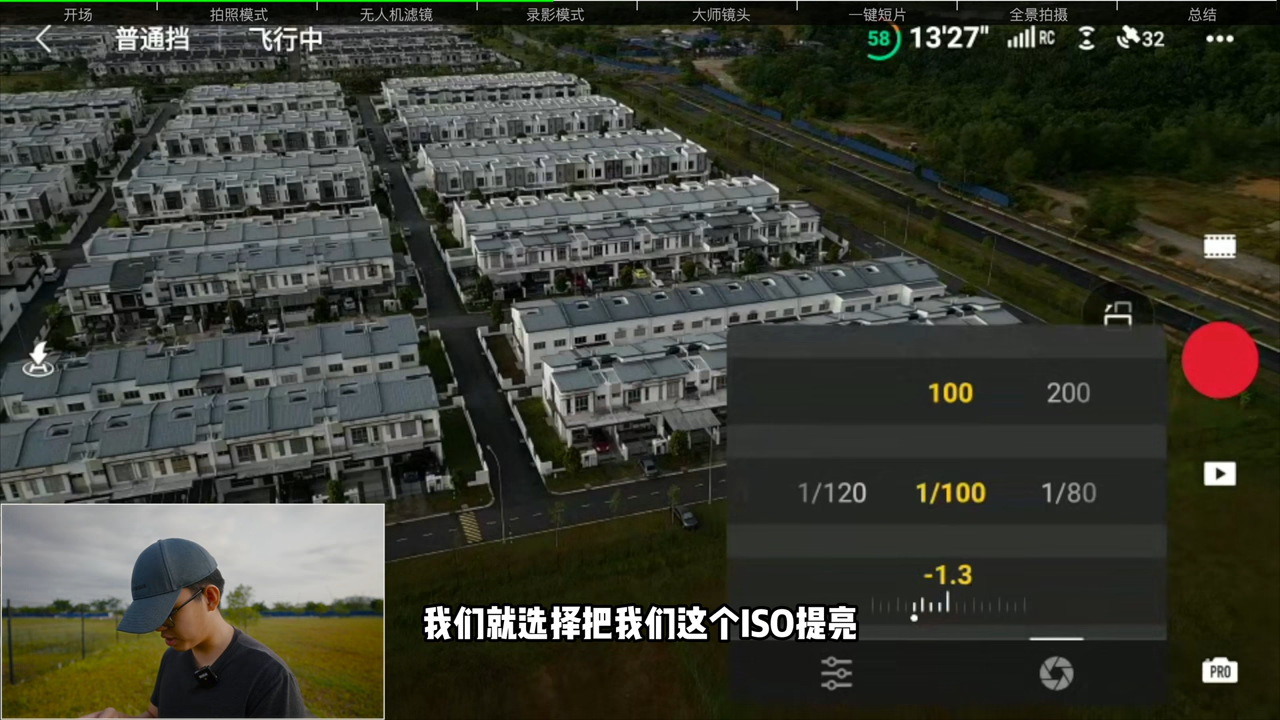 开场 拍照模式 无人机滤镜 录影模式 大师镜头 一键短片 全景拍摄 总结
普通挡 飞行中 58 13'27" RC 32
100 200
1/120 1/100 1/80
-1.3
我们就选择把我们这个ISO提亮
PRO